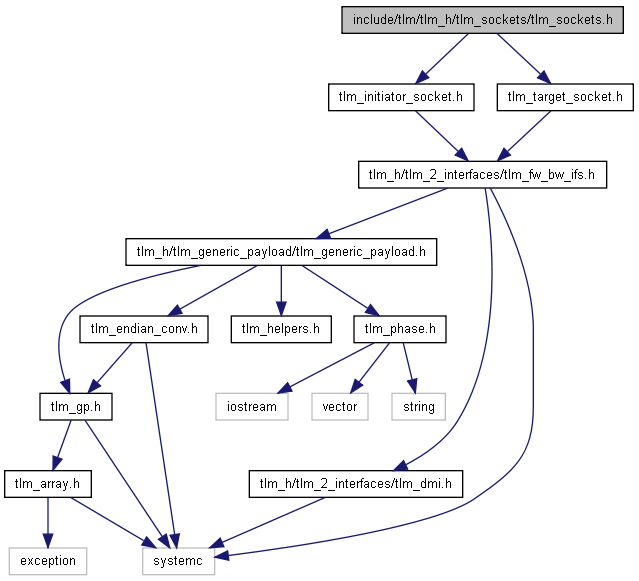 include/tlm/tlm_h/tlm_sockets/tlm_sockets.h
tlm_initiator_socket.h
tlm_target_socket.h
tlm_h/tlm_2_interfaces/tlm_fw_bw_ifs.h
tlm_h/tlm_generic_payload/tlm_generic_payload.h
tlm_endian_conv.h
tlm_helpers.h
tlm_phase.h
tlm_gp.h
iostream
vector
string
tlm_array.h
tlm_h/tlm_2_interfaces/tlm_dmi.h
exception
systemc